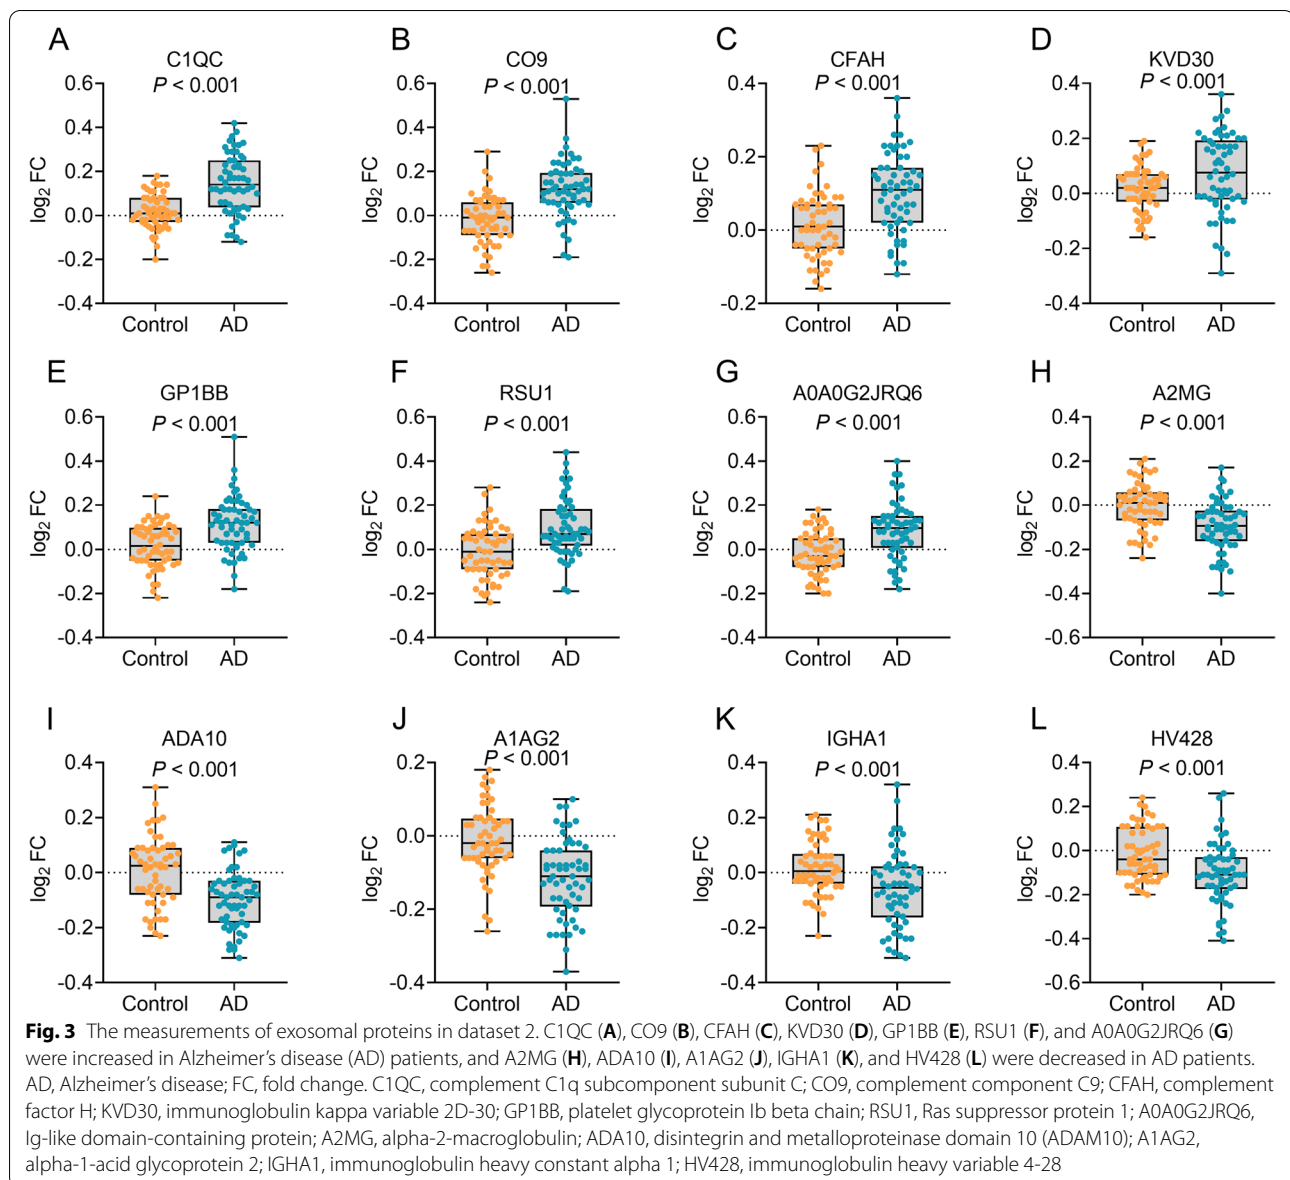 A
C1QC
P < 0.001
0.6
0.4
0.2
0.0
-0.2
-0.4
log2 FC
Control AD
B
CO9
P < 0.001
0.6
0.4
0.2
0.0
-0.2
-0.4
log2 FC
Control AD
C
CFAH
P < 0.001
0.4
0.2
0.0
-0.2
log2 FC
Control AD
D
KVD30
P < 0.001
0.4
0.2
0.0
-0.2
-0.4
log2 FC
Control AD
E
GP1BB
P < 0.001
0.6
0.4
0.2
0.0
-0.2
-0.4
log2 FC
Control AD
F
RSU1
P < 0.001
0.6
0.4
0.2
0.0
-0.2
-0.4
log2 FC
Control AD
G
A0A0G2JRQ6
P < 0.001
0.6
0.4
0.2
0.0
-0.2
-0.4
log2 FC
Control AD
H
A2MG
P < 0.001
0.4
0.2
0.0
-0.2
-0.4
-0.6
log2 FC
Control AD
I
ADA10
P < 0.001
0.4
0.2
0.0
-0.2
-0.4
log2 FC
Control AD
J
A1AG2
P < 0.001
0.2
0.0
-0.2
-0.4
log2 FC
Control AD
K
IGHA1
P < 0.001
0.4
0.2
0.0
-0.2
-0.4
log2 FC
Control AD
L
HV428
P < 0.001
0.4
0.2
0.0
-0.2
-0.4
-0.6
log2 FC
Control AD
Fig. 3 The measurements of exosomal proteins in dataset 2. C1QC (A), CO9 (B), CFAH (C), KVD30 (D), GP1BB (E), RSU1 (F), and A0A0G2JRQ6 (G)
were increased in Alzheimer's disease (AD) patients, and A2MG (H), ADA10 (I), A1AG2 (J), IGHA1 (K), and HV428 (L) were decreased in AD patients.
AD, Alzheimer's disease; FC, fold change. C1QC, complement C1q subcomponent subunit C; CO9, complement component C9; CFAH, complement
factor H; KVD30, immunoglobulin kappa variable 2D-30; GP1BB, platelet glycoprotein Ib beta chain; RSU1, Ras suppressor protein 1; A0A0G2JRQ6,
Ig-like domain-containing protein; A2MG, alpha-2-macroglobulin; ADA10, disintegrin and metalloproteinase domain 10 (ADAM10); A1AG2,
alpha-1-acid glycoprotein 2; IGHA1, immunoglobulin heavy constant alpha 1; HV428, immunoglobulin heavy variable 4-28